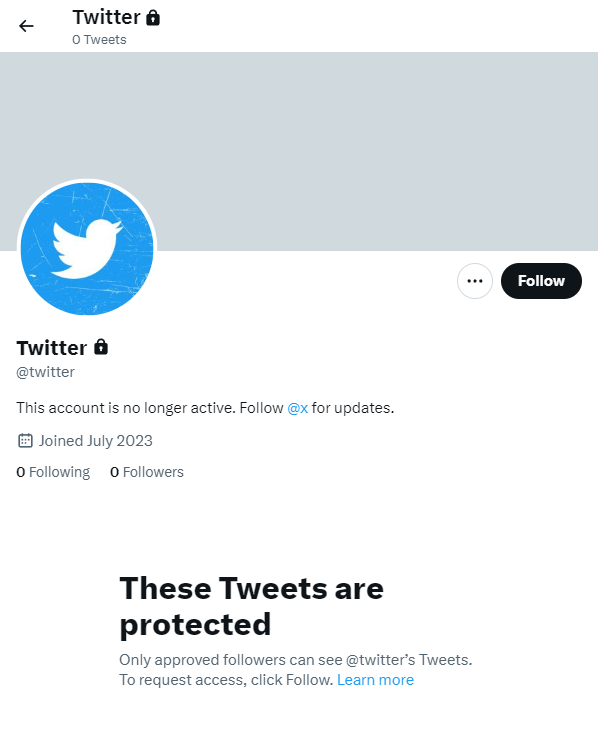 Twitter
0 Tweets
Follow
Twitter
@twitter
This account is no longer active. Follow @x for updates.
Joined July 2023
0 Following 0 Followers
These Tweets are
protected
Only approved followers can see @twitter’s Tweets.
To request access, click Follow. Learn more